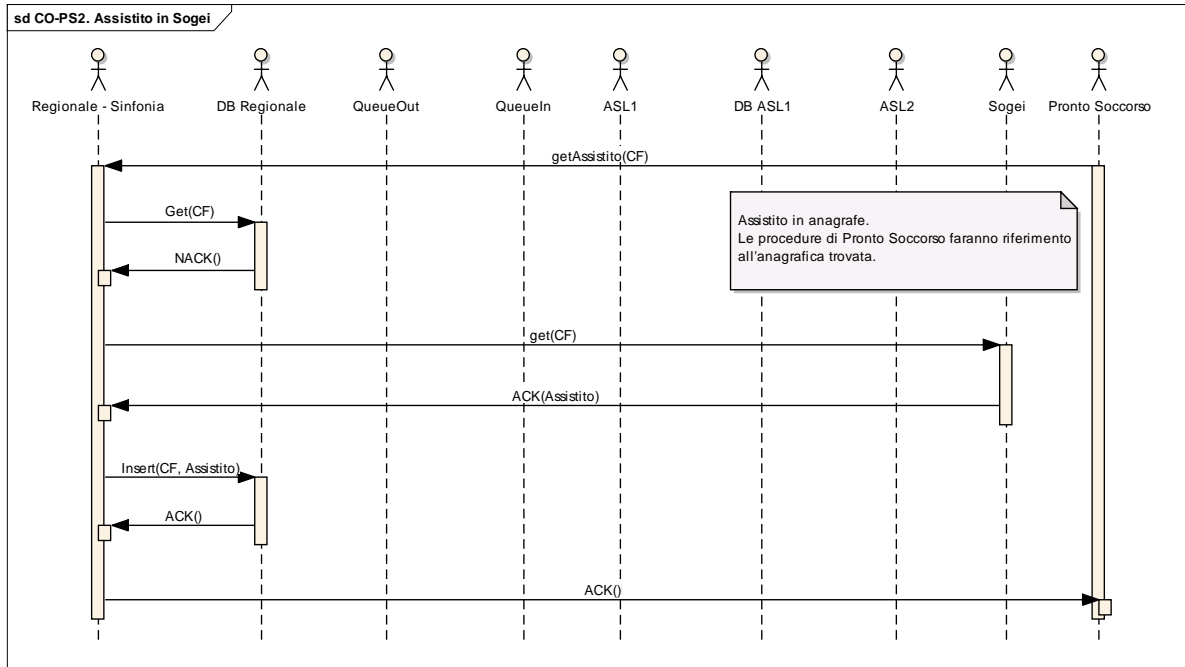 sd CO-PS2. Assistito in Sogei
Regionale - Sinfonia
DB Regionale
QueueOut
QueueIn
ASL1
DB ASL1
ASL2
Sogei
Pronto Soccorso
getAssistito(CF)
Get(CF)
Assistito in anagrafe.
Le procedure di Pronto Soccorso faranno riferimento
all'anagrafica trovata.
NACK()
get(CF)
ACK(Assistito)
Insert(CF, Assistito)
ACK()
ACK()